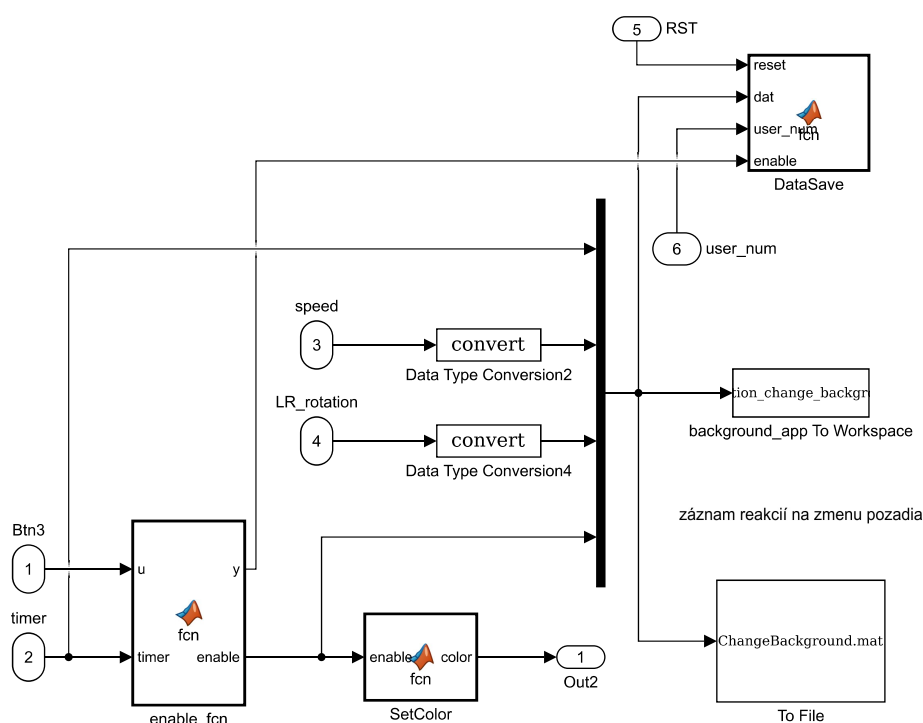 5
RST
reset
dat
user_num
enable
fcn
DataSave
6
user_num
speed
3
convert
Data Type Conversion2
LR_rotation
4
convert
Data Type Conversion4
background_app To Workspace
záznam reakcií na zmenu pozadia
Btn3
1
u
y
timer
2
timer
enable
fcn
enable_fcn
enable
color
fcn
SetColor
1
Out2
ChangeBackground.mat
To File